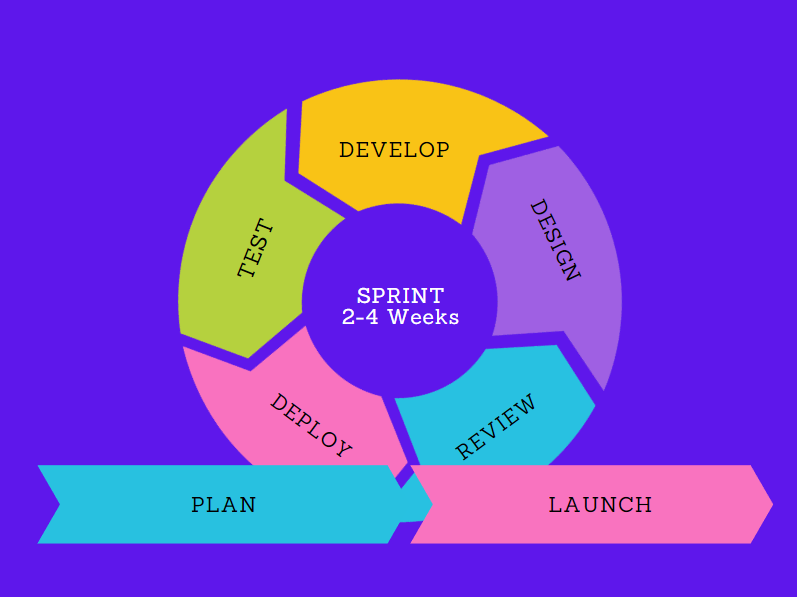 DEVELOP
DESIGN
TEST
SPRINT
2-4 Weeks
DEPLOY
REVIEW
PLAN
LAUNCH